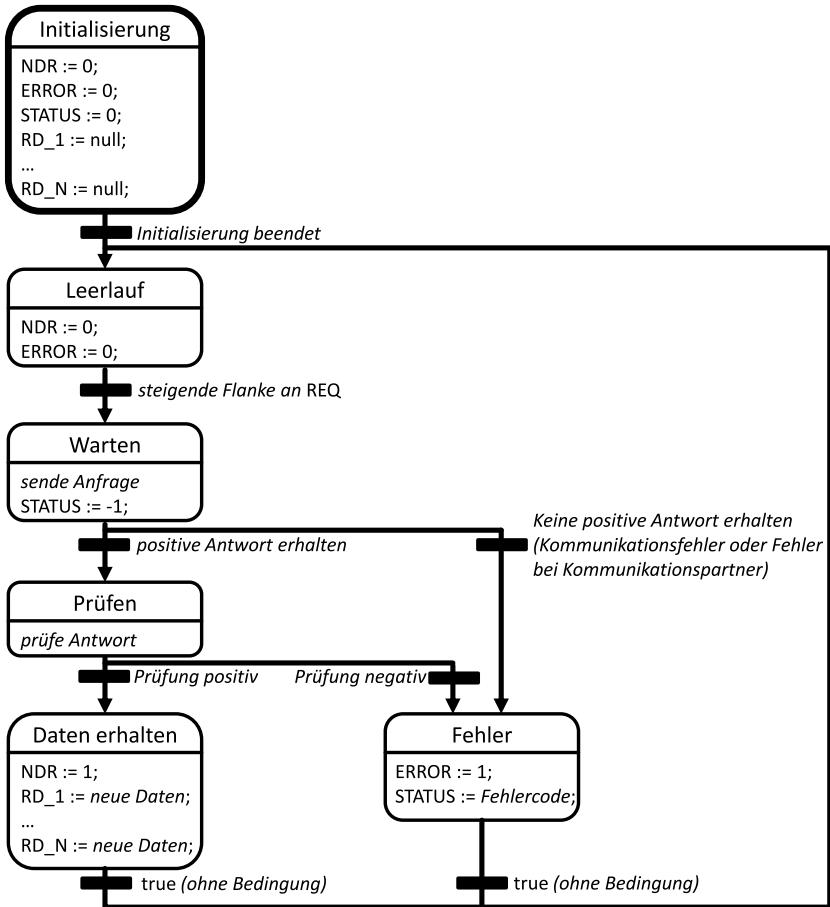 Initialisierung
NDR := 0;
ERROR := 0;
STATUS := 0;
RD_1 := null;
...
RD_N := null;
Initialisierung beendet
Leerlauf
NDR := 0;
ERROR := 0;
steigende Flanke an REQ
Warten
sende Anfrage
STATUS := -1;
positive Antwort erhalten
Keine positive Antwort erhalten
(Kommunikationsfehler oder Fehler
bei Kommunikationspartner)
Prüfen
prüfe Antwort
Prüfung positiv
Prüfung negativ
Daten erhalten
NDR := 1;
RD_1 := neue Daten;
...
RD_N := neue Daten;
Fehler
ERROR := 1;
STATUS := Fehlercode;
true (ohne Bedingung)
true (ohne Bedingung)